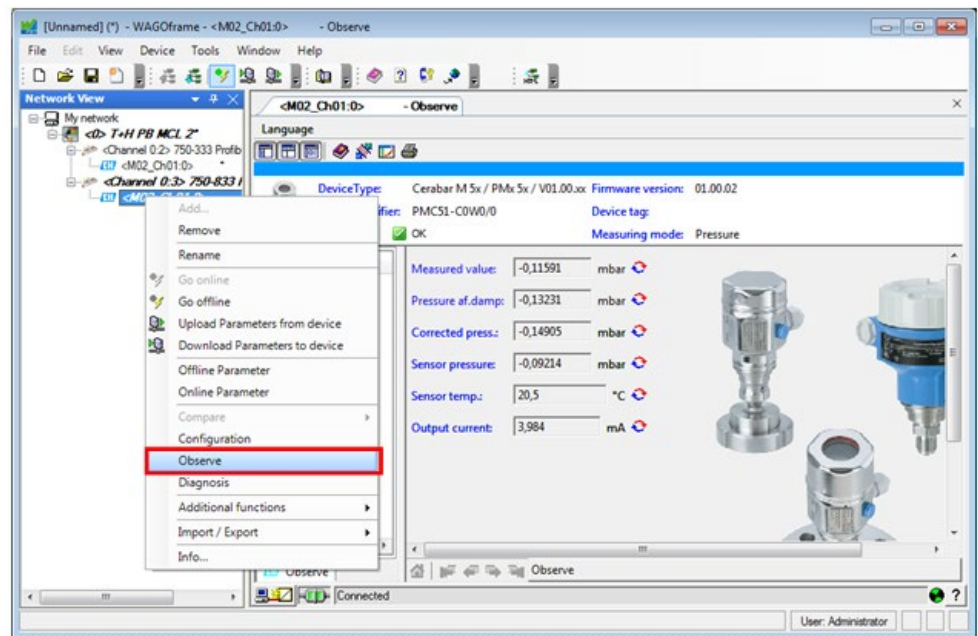 [Unnamed] (*) - WAGOframe - <M02_Ch01:0> - Observe
File Edit View Device Tools Window Help
Network View
My network
<0> T+H PB MCL 2*
<Channel 0:2> 750-333 Profib
<M02_Ch01:0> *
<Channel 0:3> 750-833 
<M02_Ch01:0>
Add...
Remove
Rename
Go online
Go offline
Upload Parameters from device
Download Parameters to device
Offline Parameter
Online Parameter
Compare
Configuration
Observe
Diagnosis
Additional functions
Import / Export
Info...
<M02_Ch01:0> - Observe
Language
DeviceType: Cerabar M 5x / PMx 5x / V01.00.xx Firmware version: 01.00.02
ifier: PMC51-C0W0/0 Device tag:
OK Measuring mode: Pressure
Measured value: -0,11591 mbar
Pressure af.damp: -0,13231 mbar
Corrected press.: -0,14905 mbar
Sensor pressure: -0,09214 mbar
Sensor temp.: 20,5 °C
Output current: 3,984 mA
Observe
Observe
Connected
User: Administrator